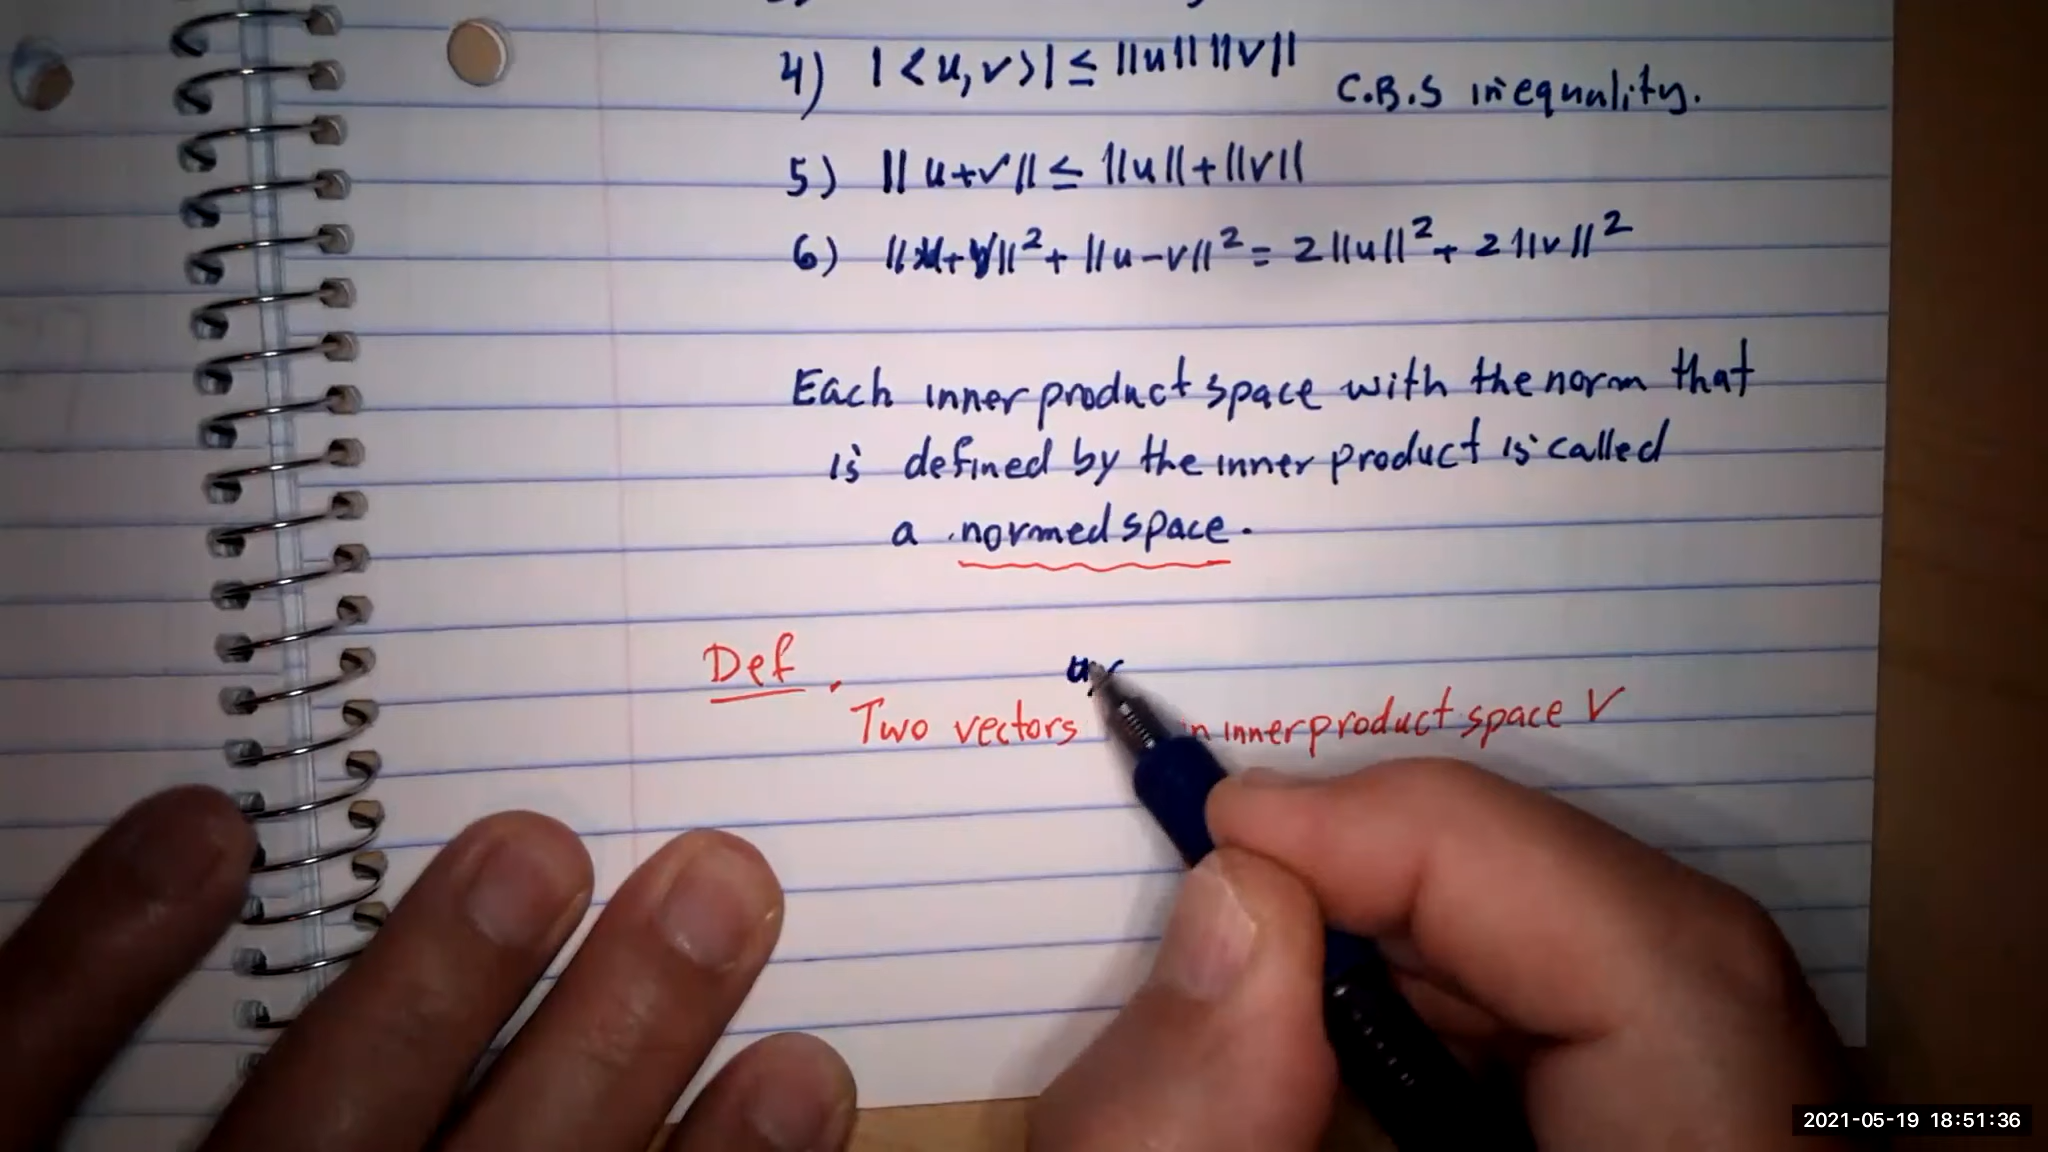 4) |<u,v>| ≤ ||u|| ||v||
C.B.S inequality.
5) ||u+v|| ≤ ||u||+||v||
6) ||u+v||²+||u-v||²= 2||u||²+ 2||v||²
Each inner product space with the norm that
is defined by the inner product is called
a normed space.
Def.
u,
Two vectors innerproduct space V
2021-05-19 18:51:36